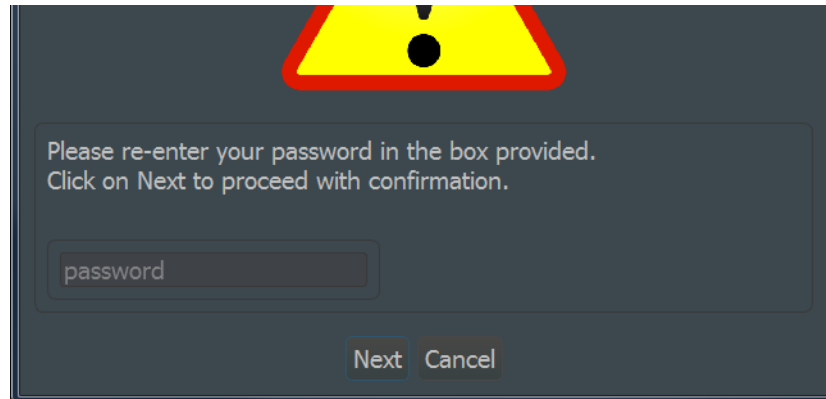 Please re-enter your password in the box provided.
Click on Next to proceed with confirmation.
password
Next Cancel